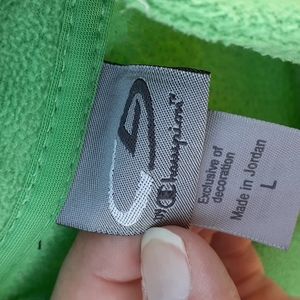 Champion
Exclusive of
decoration
Made in Jordan
L